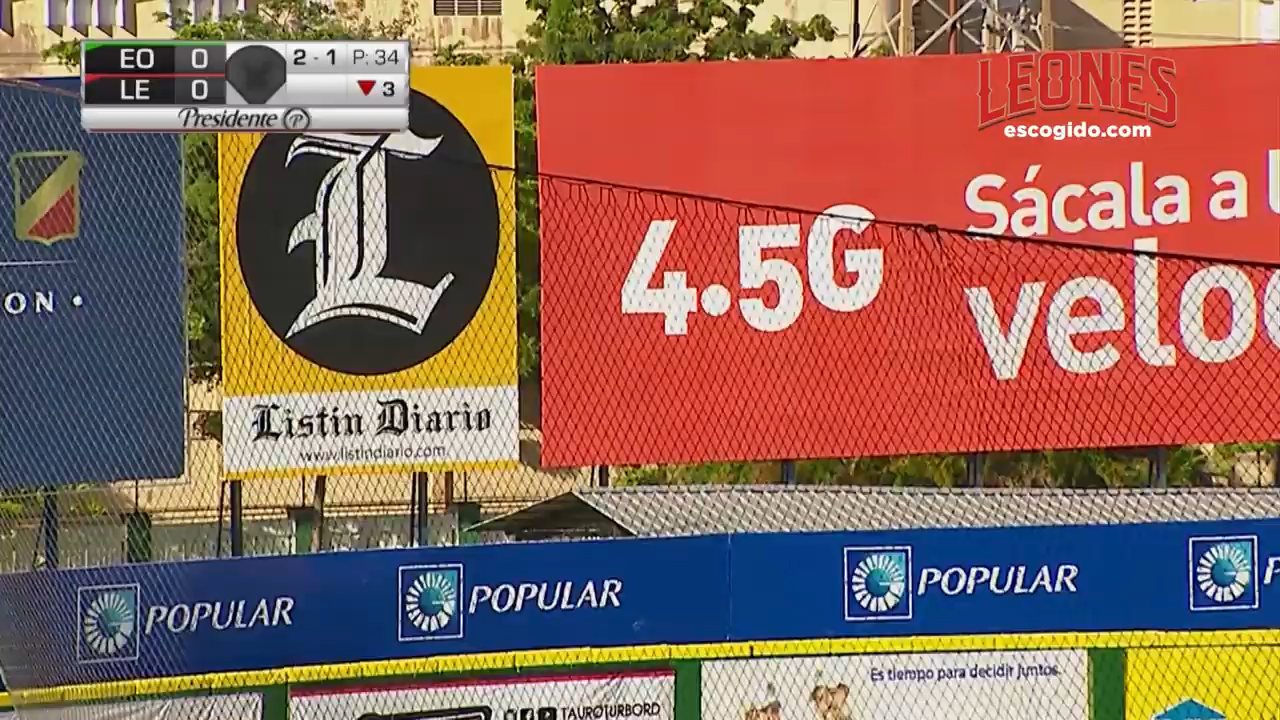 EO 0 2 - 1 P: 34
LE 0 3
Presidente P
LEONES
escogido.com
ON •
L
Listin Diario
www.listindiario.com
4.5G
Sácala a
veloc
POPULAR
POPULAR
POPULAR
P
Es tiempo para decidir juntos.
TAUROTURBORD